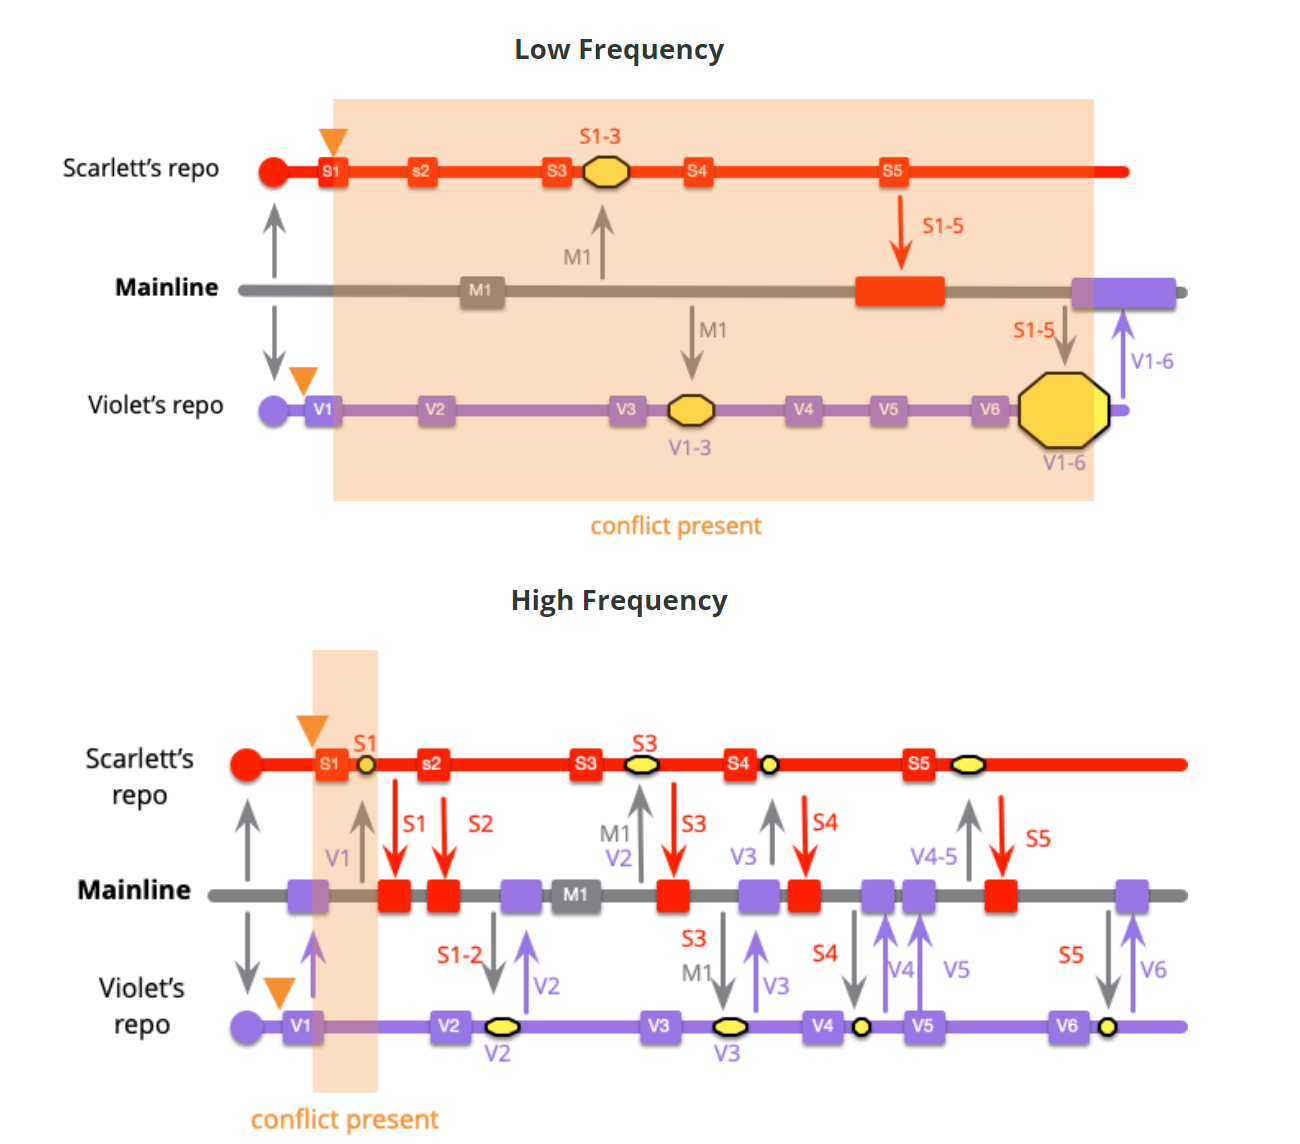 Low Frequency
S1-3
Scarlett's repo
S1
s2
S3
S4
S5
S1-5
M1
Mainline
M1
M1
S1-5
V1-6
Violet's repo
V1
V2
V3
V4
V5
V6
V1-3
V1-6
conflict present
High Frequency
Scarlett's
repo
S1
S1
s2
S3
S3
S4
S5
S1
S2
M1
V2
S3
V3
S4
V4-5
S5
V1
Mainline
M1
S1-2
V2
S3
M1
V3
S4
V4
V5
S5
V6
Violet's
repo
V1
V2
V3
V4
V5
V6
V2
V3
conflict present